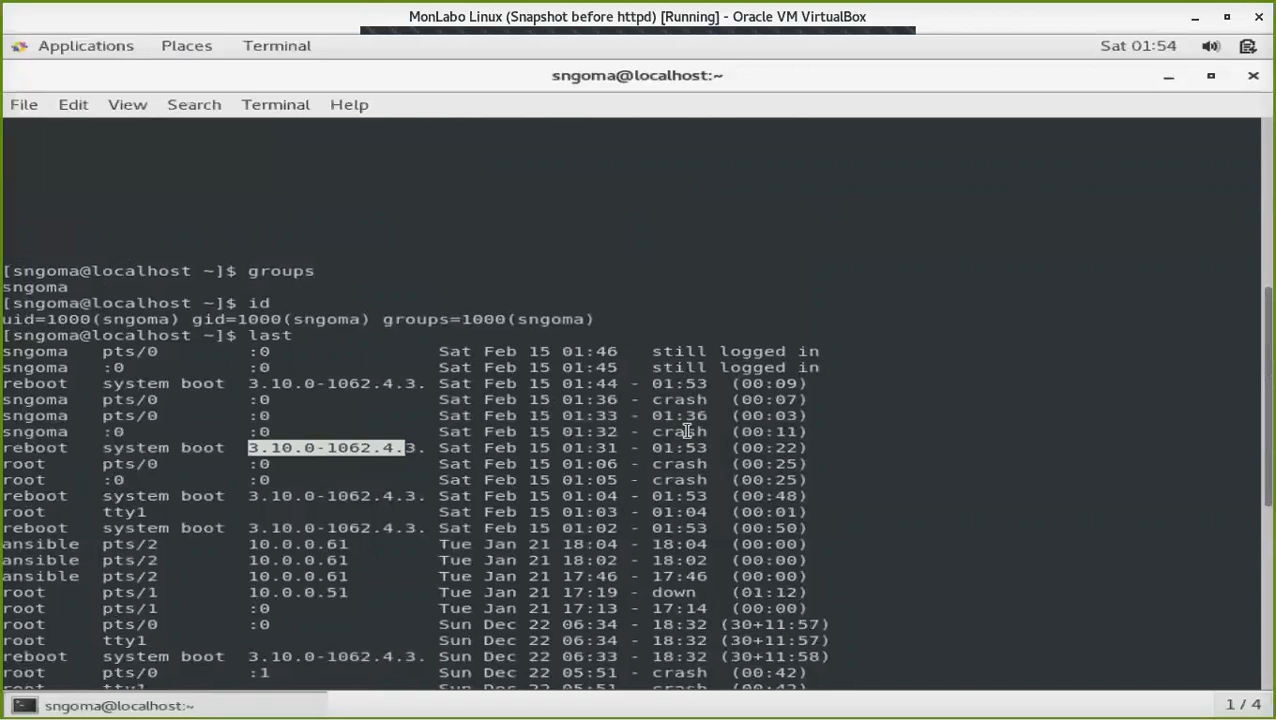 MonLabo Linux (Snapshot before httpd) [Running] - Oracle VM VirtualBox
Applications Places Terminal Sat 01:54
sngoma@localhost:~
File Edit View Search Terminal Help
[sngoma@localhost ~]$ groups
sngoma
[sngoma@localhost ~]$ id
uid=1000(sngoma) gid=1000(sngoma) groups=1000(sngoma)
[sngoma@localhost ~]$ last
sngoma pts/0 :0 Sat Feb 15 01:46 still logged in
sngoma :0 :0 Sat Feb 15 01:45 still logged in
reboot system boot 3.10.0-1062.4.3. Sat Feb 15 01:44 - 01:53 (00:09)
sngoma pts/0 :0 Sat Feb 15 01:36 - crash (00:07)
sngoma pts/0 :0 Sat Feb 15 01:33 - 01:36 (00:03)
sngoma :0 :0 Sat Feb 15 01:32 - crash (00:11)
reboot system boot 3.10.0-1062.4.3. Sat Feb 15 01:31 - 01:53 (00:22)
root pts/0 :0 Sat Feb 15 01:06 - crash (00:25)
root :0 :0 Sat Feb 15 01:05 - crash (00:25)
reboot system boot 3.10.0-1062.4.3. Sat Feb 15 01:04 - 01:53 (00:48)
root tty1 Sat Feb 15 01:03 - 01:04 (00:01)
reboot system boot 3.10.0-1062.4.3. Sat Feb 15 01:02 - 01:53 (00:50)
ansible pts/2 10.0.0.61 Tue Jan 21 18:04 - 18:04 (00:00)
ansible pts/2 10.0.0.61 Tue Jan 21 18:02 - 18:02 (00:00)
ansible pts/2 10.0.0.61 Tue Jan 21 17:46 - 17:46 (00:00)
root pts/1 10.0.0.51 Tue Jan 21 17:19 - down (01:12)
root pts/1 :0 Tue Jan 21 17:13 - 17:14 (00:00)
root pts/0 :0 Sun Dec 22 06:34 - 18:32 (30+11:57)
root tty1 Sun Dec 22 06:34 - 18:32 (30+11:57)
reboot system boot 3.10.0-1062.4.3. Sun Dec 22 06:33 - 18:32 (30+11:58)
root pts/0 :1 Sun Dec 22 05:51 - crash (00:42)
root tty1 Sun Dec 22 05:51 - crash (00:42)
sngoma@localhost:~ 1 / 4